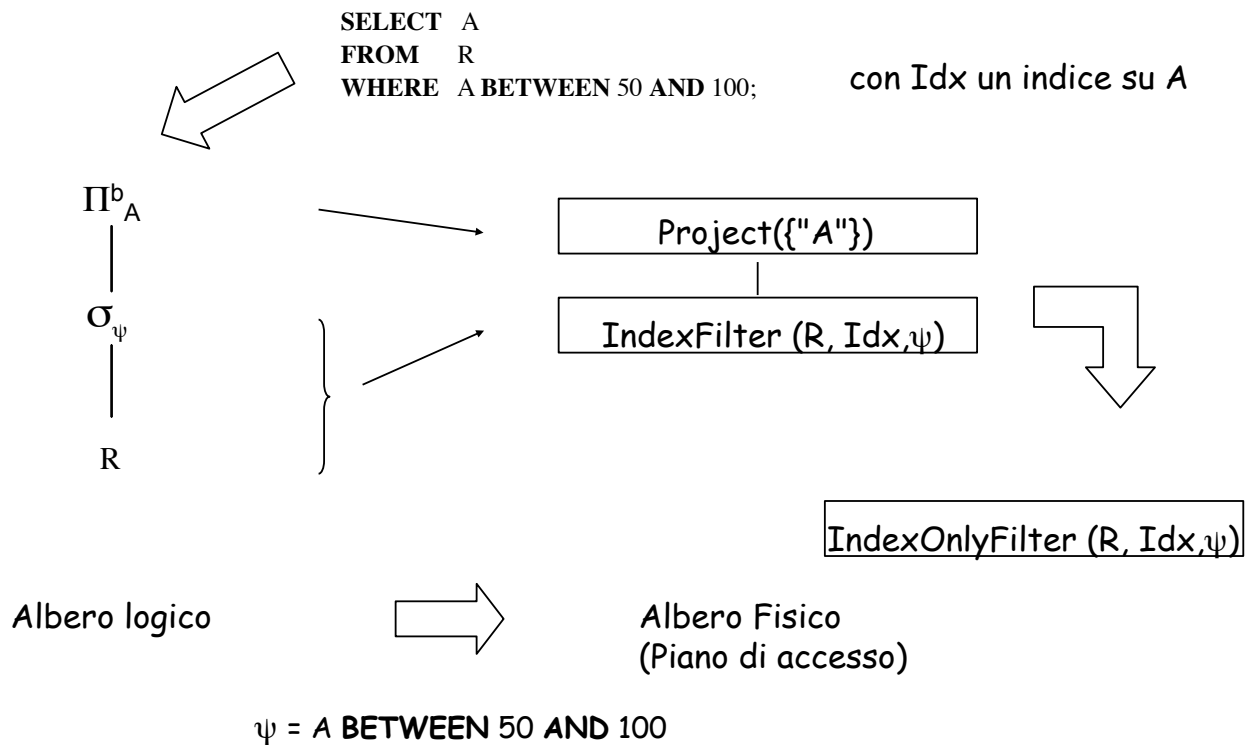 SELECT A
FROM R
WHERE A BETWEEN 50 AND 100;
con Idx un indice su A
Πᵇ_A
Project({"A"})
σ_ψ
IndexFilter (R, Idx,ψ)
R
IndexOnlyFilter (R, Idx,ψ)
Albero logico
Albero Fisico
(Piano di accesso)
ψ = A BETWEEN 50 AND 100